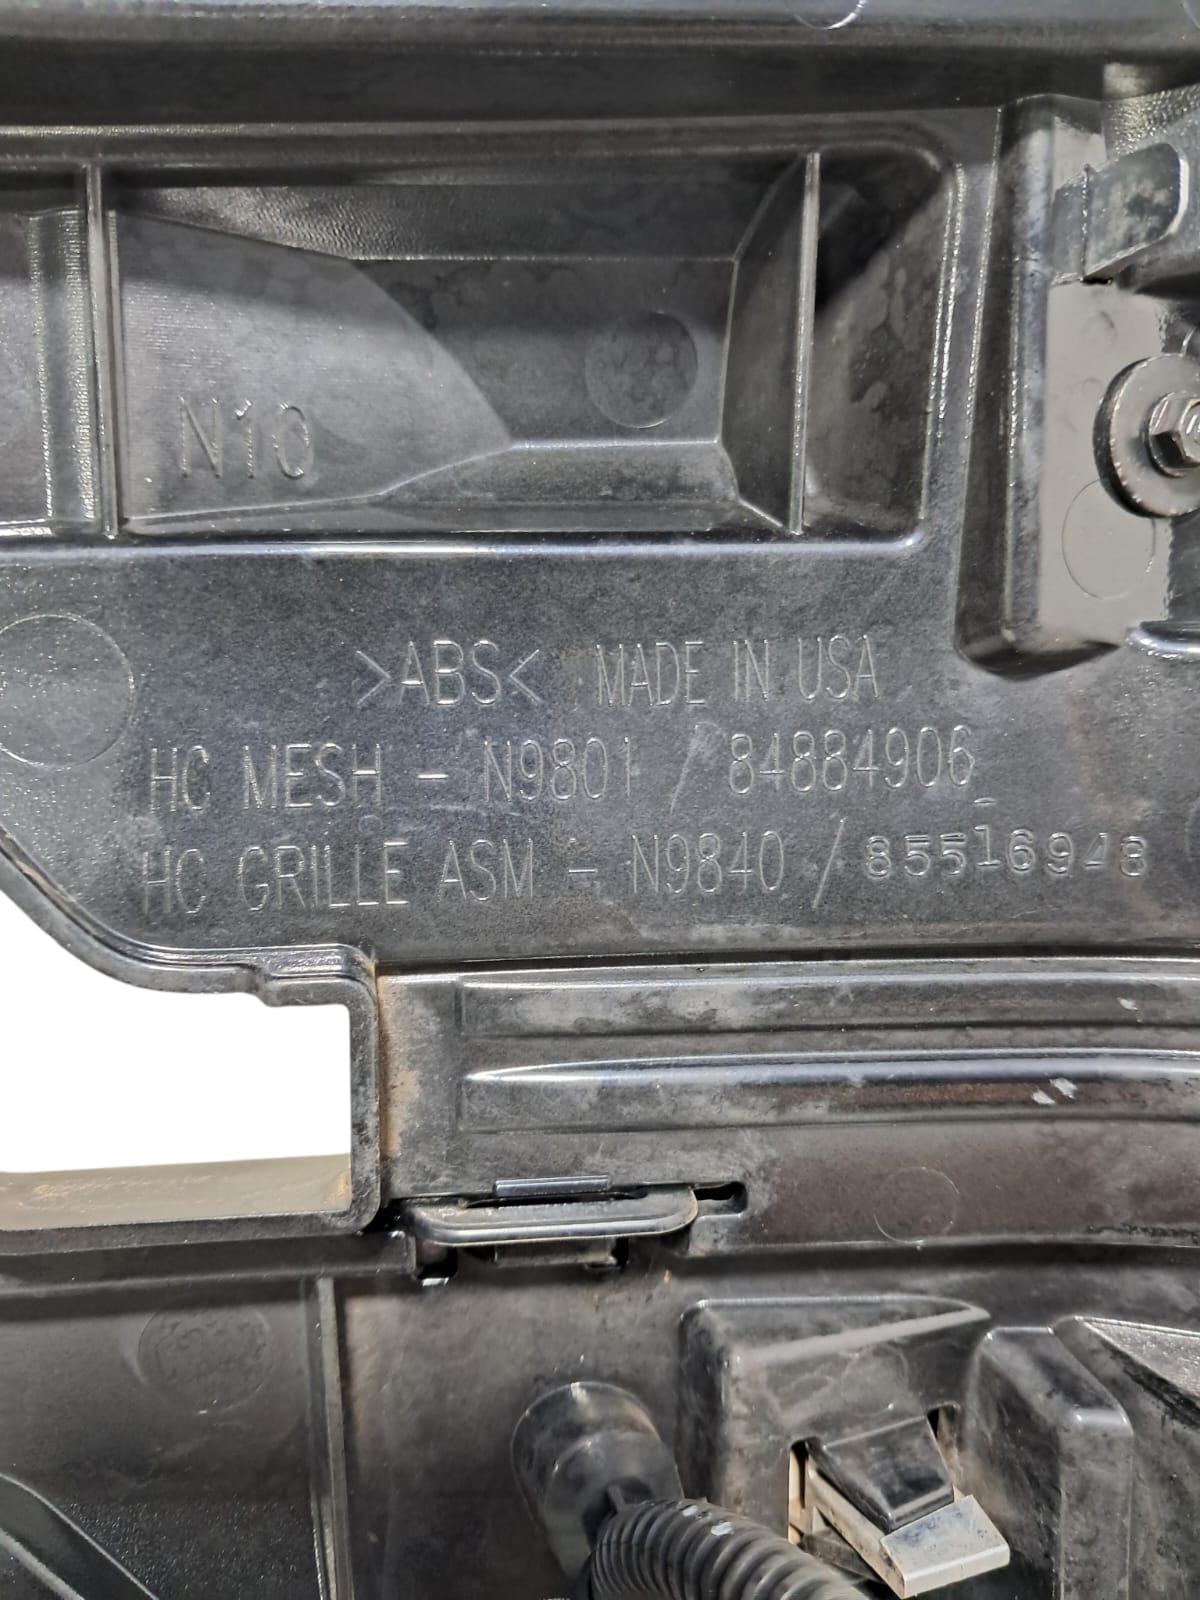 N10
>ABS< MADE IN USA
HC MESH - N9801 / 84884906
HC GRILLE ASM - N9840 / 85516948